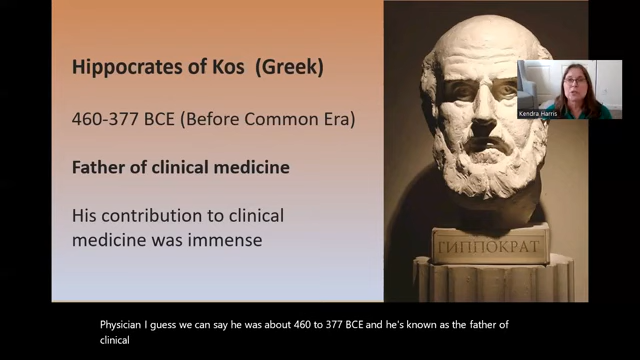 Hippocrates of Kos (Greek)
460-377 BCE (Before Common Era)
Father of clinical medicine
His contribution to clinical
medicine was immense
Kendra Harris
ГИППОКРАТ
Physician I guess we can say he was about 460 to 377 BCE and he's known as the father of
clinical